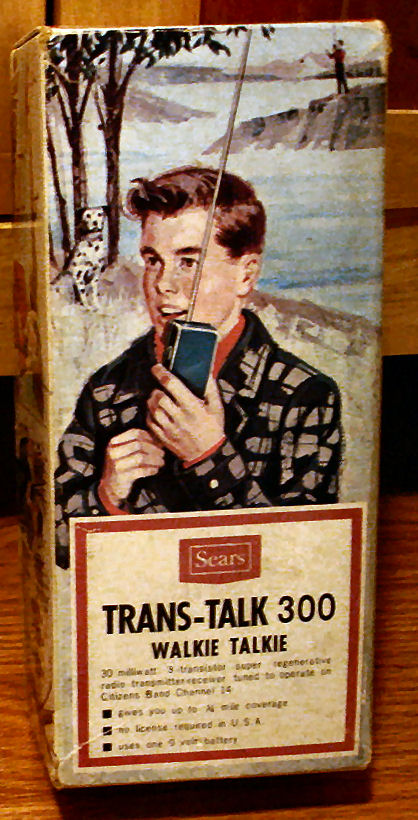 Sears
TRANS-TALK 300
WALKIE TALKIE
30 milliwatt 3-transistor super regenerative
radio transmitter-receiver tuned to operate on
Citizens Band Channel 14
■ gives you up to ¼ mile coverage
■ no license required in U.S.A.
■ uses one 9 volt battery